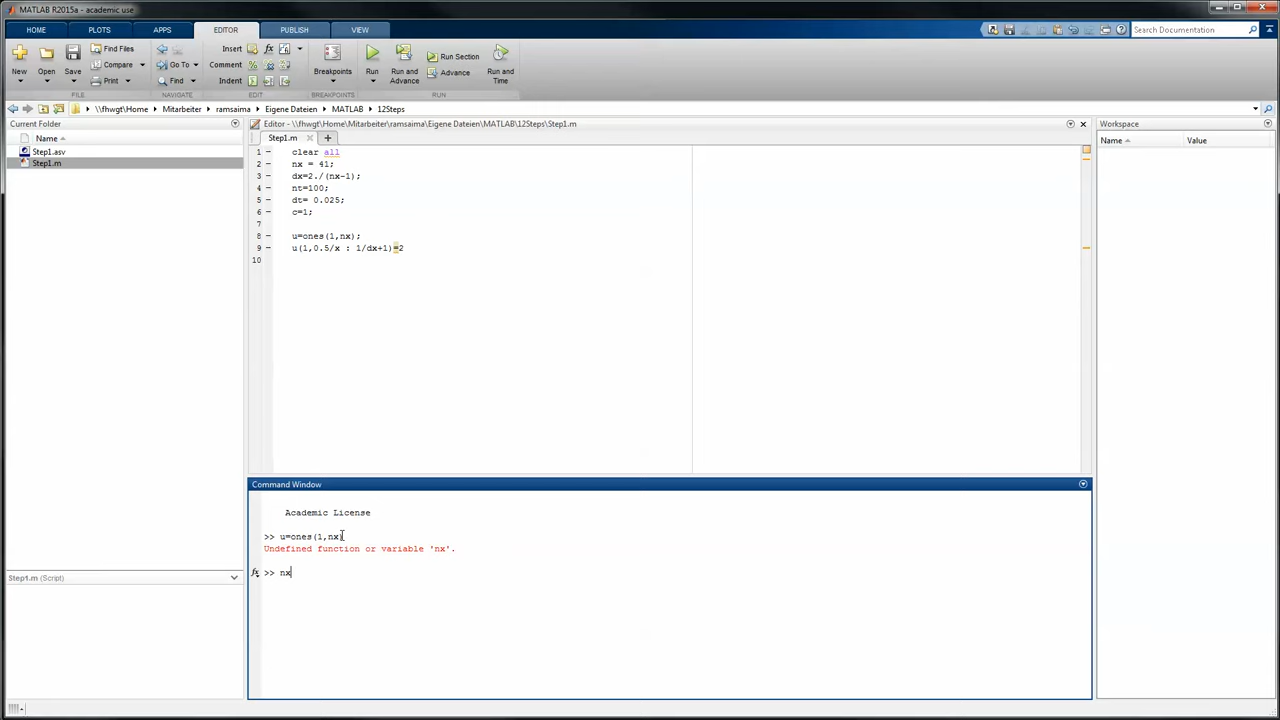 MATLAB R2015a - academic use
HOME PLOTS APPS EDITOR PUBLISH VIEW
Search Documentation
New Open Save Find Files Compare Print
Go To Find
Insert Comment Indent
Breakpoints
Run Run and Advance Run Section Advance Run and Time
FILE NAVIGATE EDIT BREAKPOINTS RUN
\\fhwgt\Home Mitarbeiter ramsaima Eigene Dateien MATLAB 12Steps
Current Folder
Name
Step1.asv
Step1.m
Step1.m (Script)
Editor - \\fhwgt\Home\Mitarbeiter\ramsaima\Eigene Dateien\MATLAB\12Steps\Step1.m
Step1.m
1 clear all
2 nx = 41;
3 dx=2./(nx-1);
4 nt=100;
5 dt= 0.025;
6 c=1;
7
8 u=ones(1,nx);
9 u(1,0.5/x : 1/dx+1)=2
10
Command Window
Academic License
>> u=ones(1,nx)
Undefined function or variable 'nx'.
fx >> nx
Workspace
Name Value